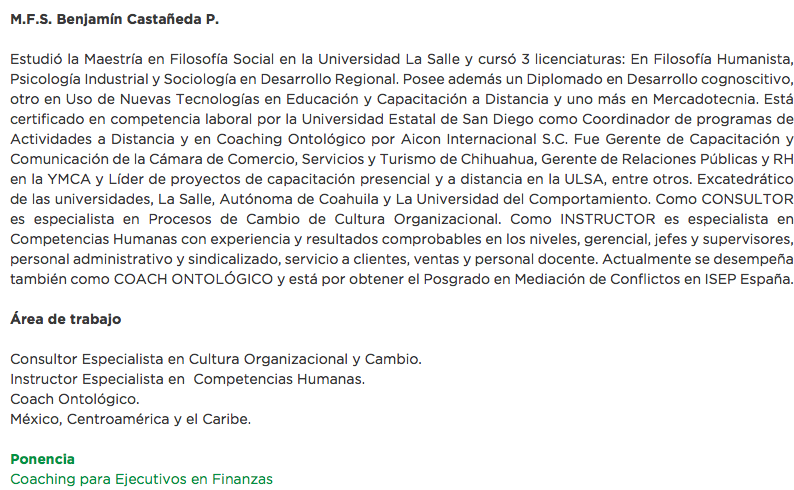 M.F.S. Benjamín Castañeda P.
Estudió la Maestría en Filosofía Social en la Universidad La Salle y cursó 3 licenciaturas: En Filosofía Humanista,
Psicología Industrial y Sociología en Desarrollo Regional. Posee además un Diplomado en Desarrollo cognoscitivo,
otro en Uso de Nuevas Tecnologías en Educación y Capacitación a Distancia y uno más en Mercadotecnia. Está
certificado en competencia laboral por la Universidad Estatal de San Diego como Coordinador de programas de
Actividades a Distancia y en Coaching Ontológico por Aicon Internacional S.C. Fue Gerente de Capacitación y
Comunicación de la Cámara de Comercio, Servicios y Turismo de Chihuahua, Gerente de Relaciones Públicas y RH
en la YMCA y Líder de proyectos de capacitación presencial y a distancia en la ULSA, entre otros. Excatedrático
de las universidades, La Salle, Autónoma de Coahuila y La Universidad del Comportamiento. Como CONSULTOR
es especialista en Procesos de Cambio de Cultura Organizacional. Como INSTRUCTOR es especialista en
Competencias Humanas con experiencia y resultados comprobables en los niveles, gerencial, jefes y supervisores,
personal administrativo y sindicalizado, servicio a clientes, ventas y personal docente. Actualmente se desempeña
también como COACH ONTOLÓGICO y está por obtener el Posgrado en Mediación de Conflictos en ISEP España.
Área de trabajo
Consultor Especialista en Cultura Organizacional y Cambio.
Instructor Especialista en  Competencias Humanas.
Coach Ontológico.
México, Centroamérica y el Caribe.
Ponencia
Coaching para Ejecutivos en Finanzas